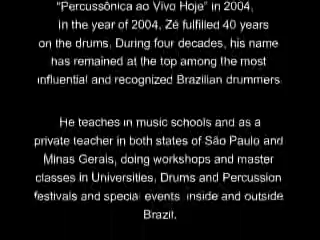 "Percussônica ao Vivo Hoje" in 2004,
in the year of 2004, Zé fulfilled 40 years
on the drums. During four decades, his name
has remained at the top among the most
influential and recognized Brazilian drummers.
He teaches in music schools and as a
private teacher in both states of São Paulo and
Minas Gerais, doing workshops and master
classes in Universities, Drums and Percussion
festivals and special events inside and outside
Brazil.